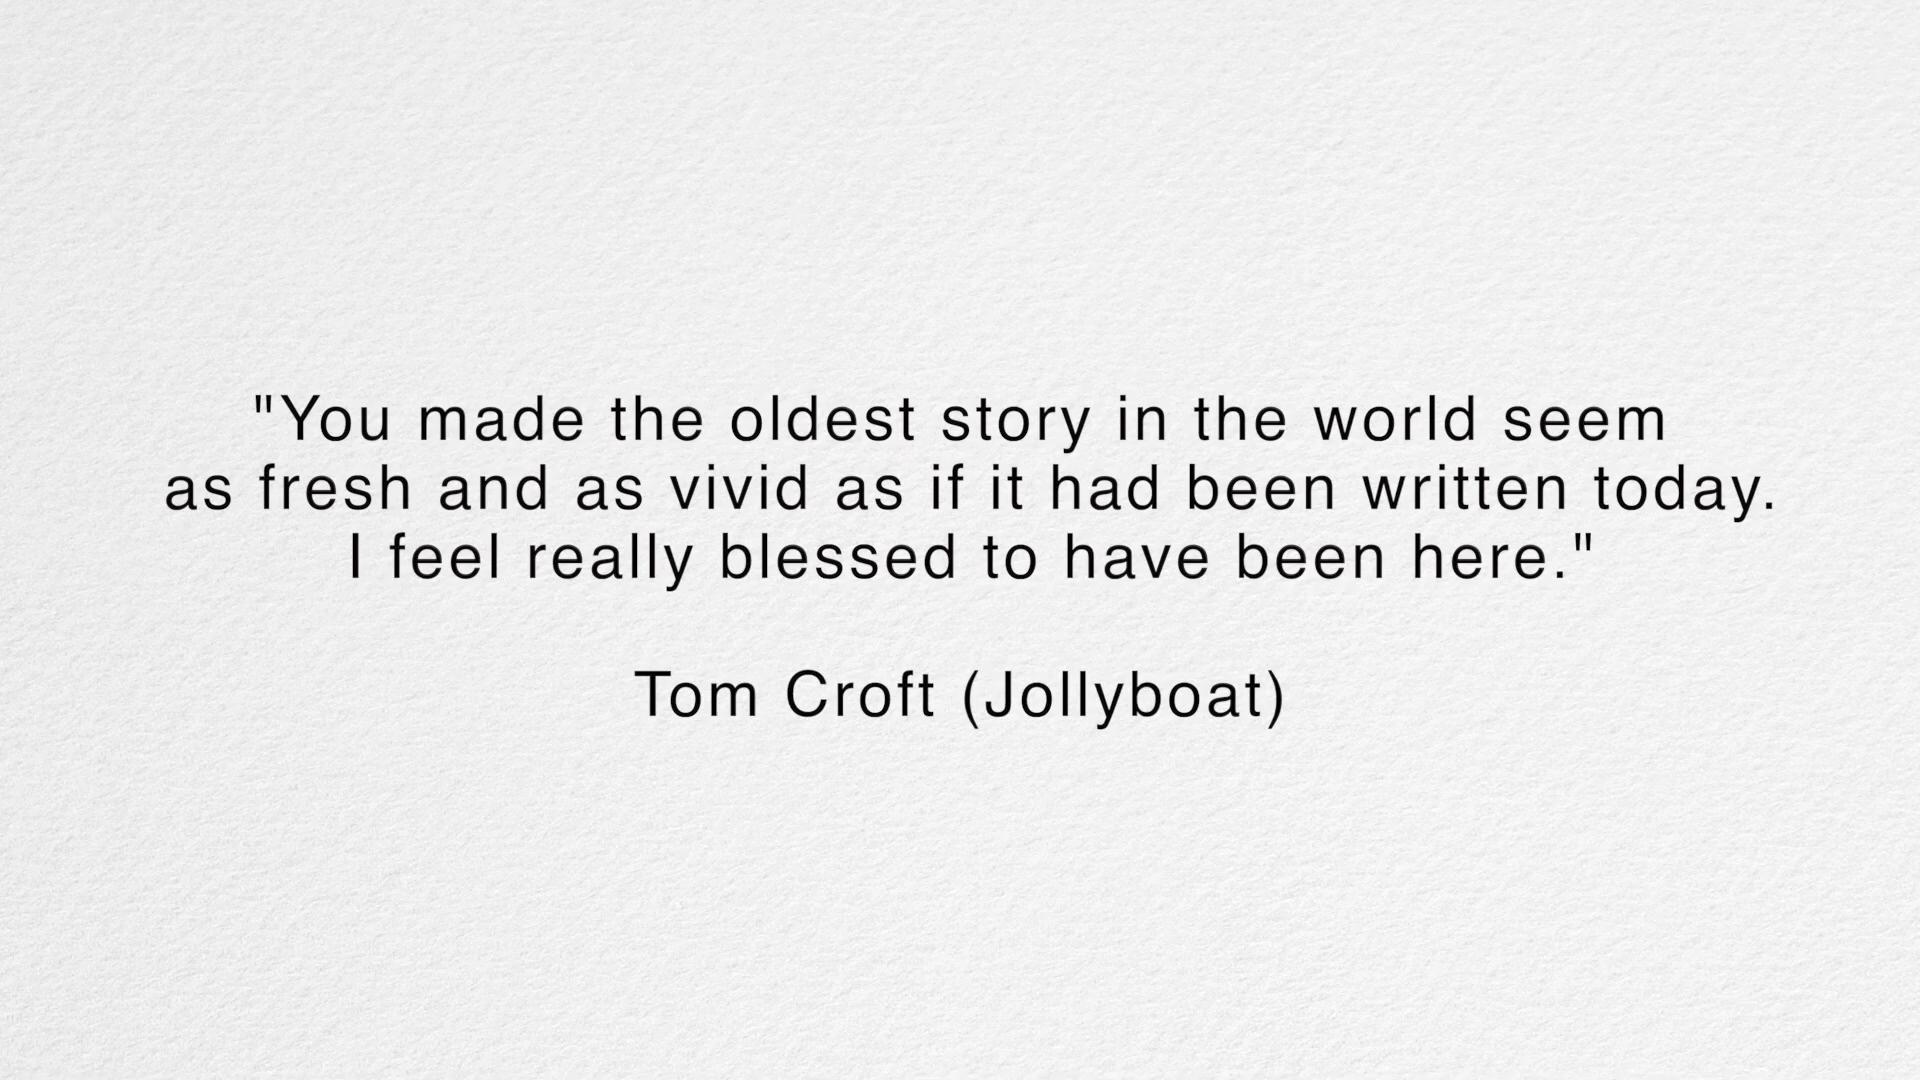 "You made the oldest story in the world seem
as fresh and as vivid as if it had been written today.
I feel really blessed to have been here."
Tom Croft (Jollyboat)